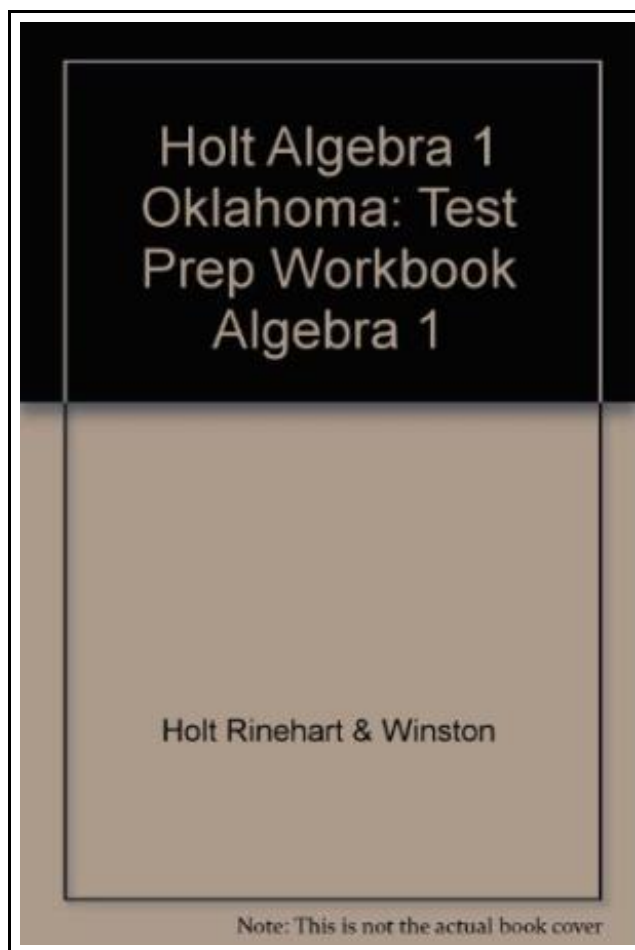 Holt Algebra 1
Oklahoma: Test
Prep Workbook
Algebra 1
Holt Rinehart & Winston
Note: This is not the actual book cover